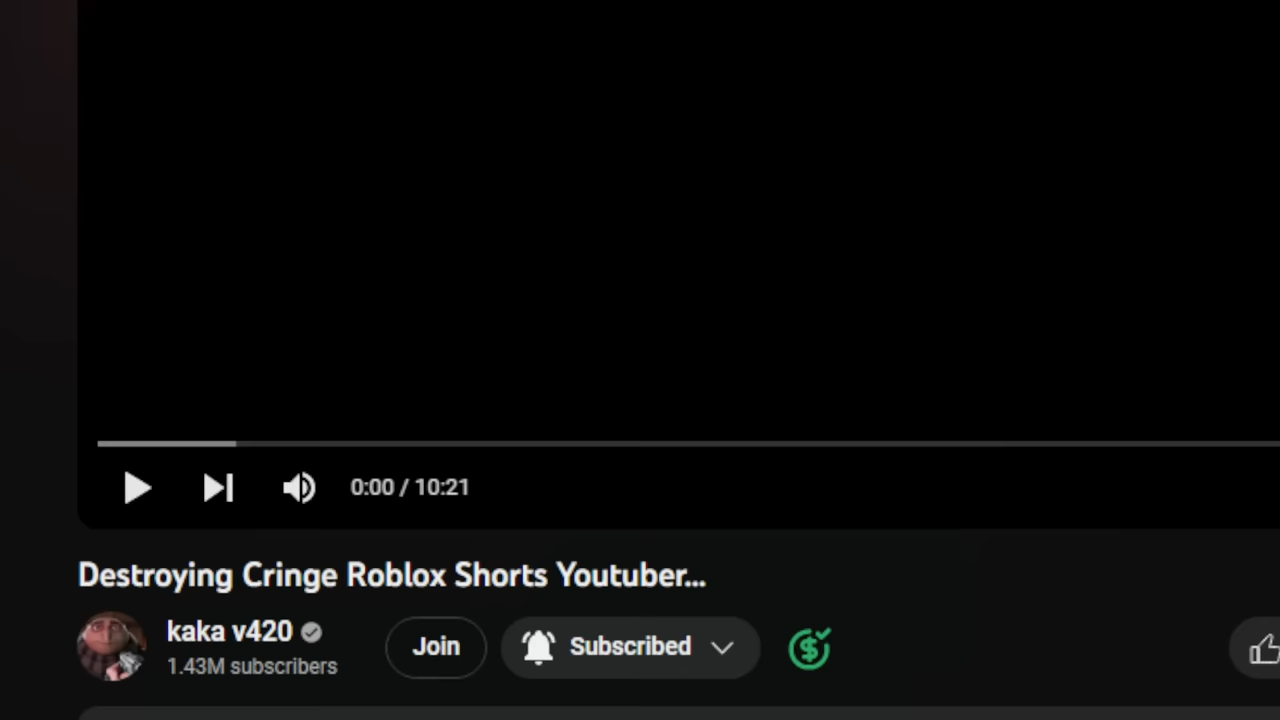 0:00 / 10:21
Destroying Cringe Roblox Shorts Youtuber...
kaka v420
1.43M subscribers
Join
Subscribed
$